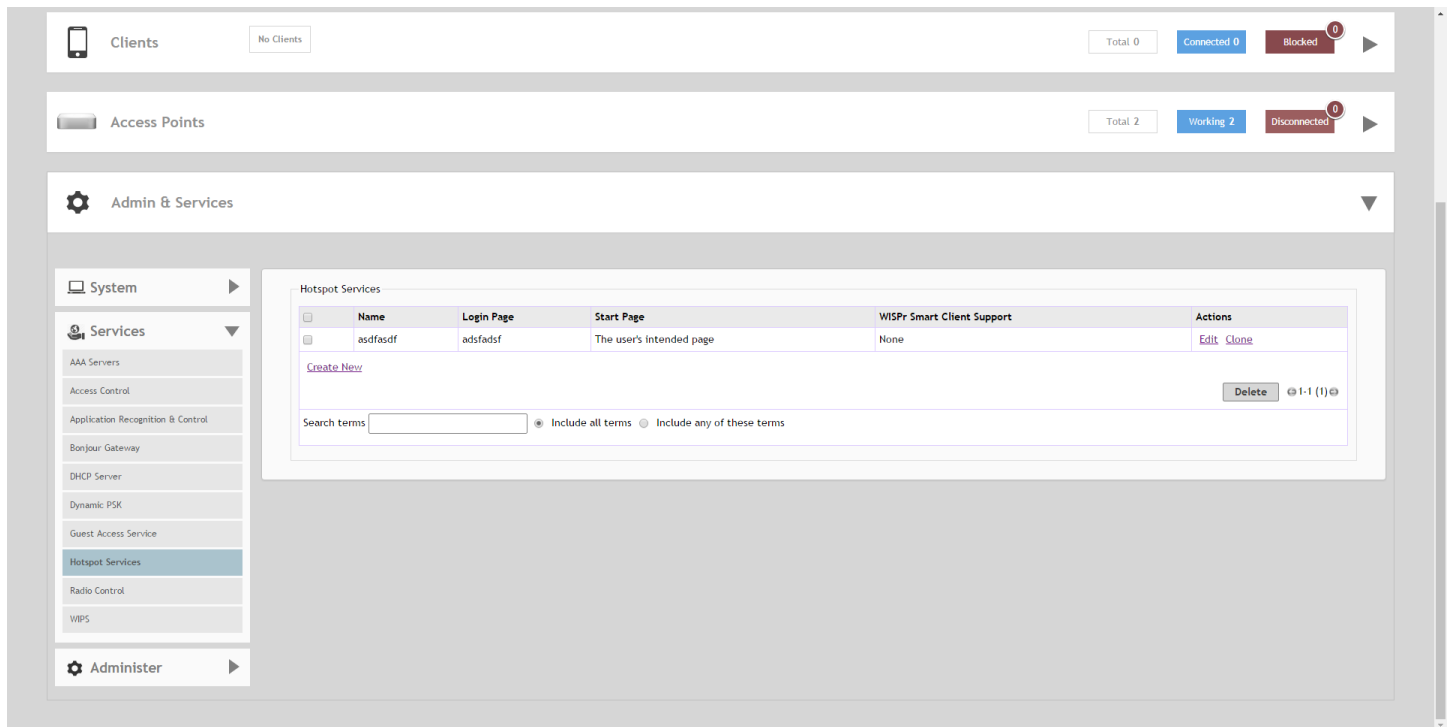 Clients
No Clients
Total 0
Connected 0
Blocked
0
Access Points
Total 2
Working 2
Disconnected
0
Admin & Services
System
Services
AAA Servers
Access Control
Application Recognition & Control
Bonjour Gateway
DHCP Server
Dynamic PSK
Guest Access Service
Hotspot Services
Radio Control
WIPS
Administer
Hotspot Services
Name Login Page Start Page WISPr Smart Client Support Actions
asdfasdf adsfadsf The user's intended page None Edit Clone
Create New
Delete 1-1 (1)
Search terms Include all terms Include any of these terms